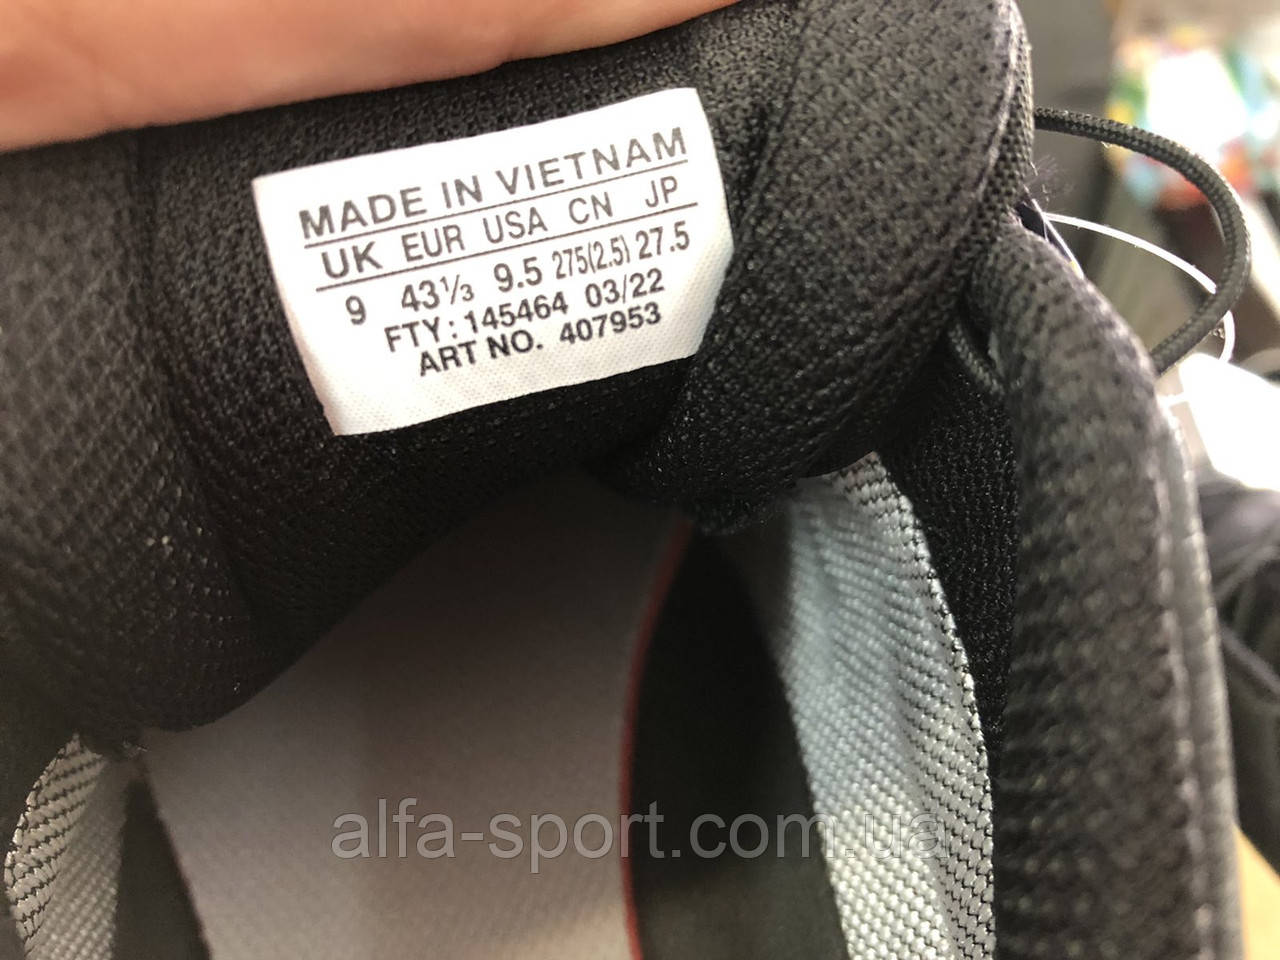 MADE IN VIETNAM
UK EUR USA CN JP
9 43⅓ 9.5 275(2.5) 27.5
FTY: 145464 03/22
ART NO. 407953
alfa-sport.com.ua